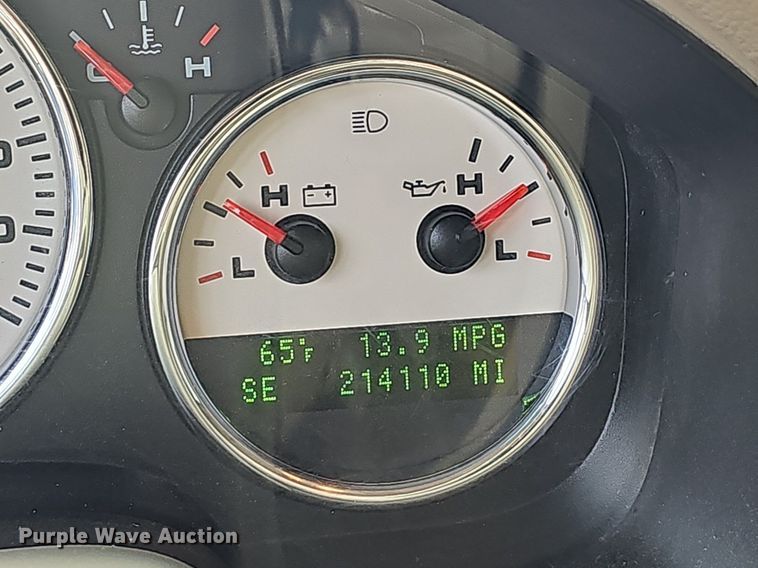 C H
H
H
L
L
65°F 13.9 MPG
SE 214110 MI
Purple Wave Auction